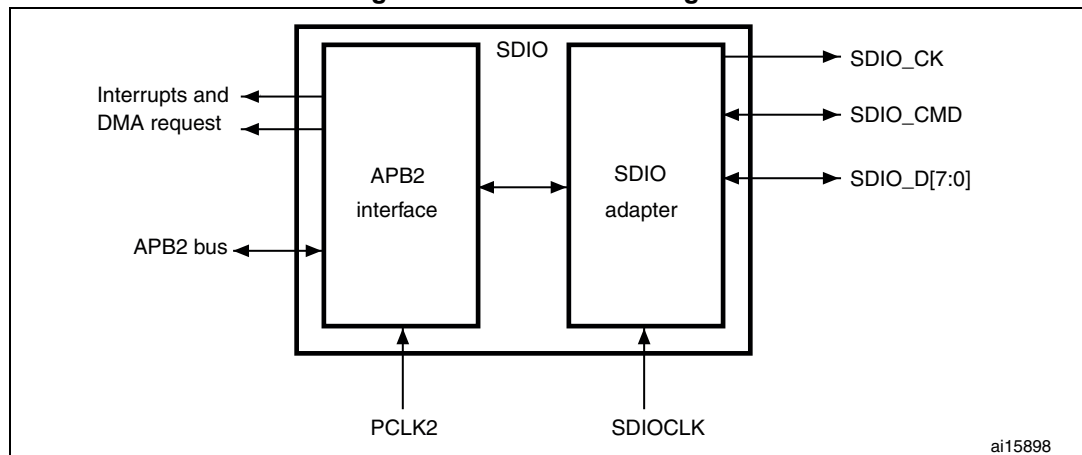 SDIO
SDIO_CK
Interrupts and
DMA request
SDIO_CMD
APB2
interface
SDIO
adapter
SDIO_D[7:0]
APB2 bus
PCLK2
SDIOCLK
ai15898